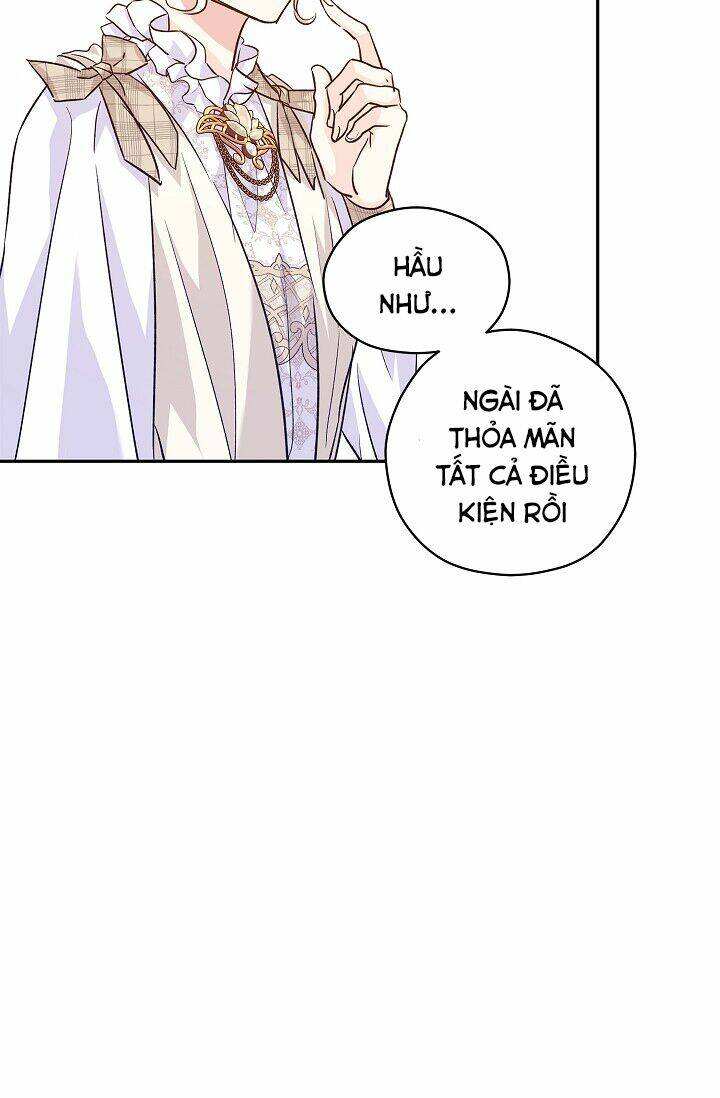 HẦU
NHƯ...
NGÀI ĐÃ
THỎA MÃN
TẤT CẢ ĐIỀU
KIỆN RỒI